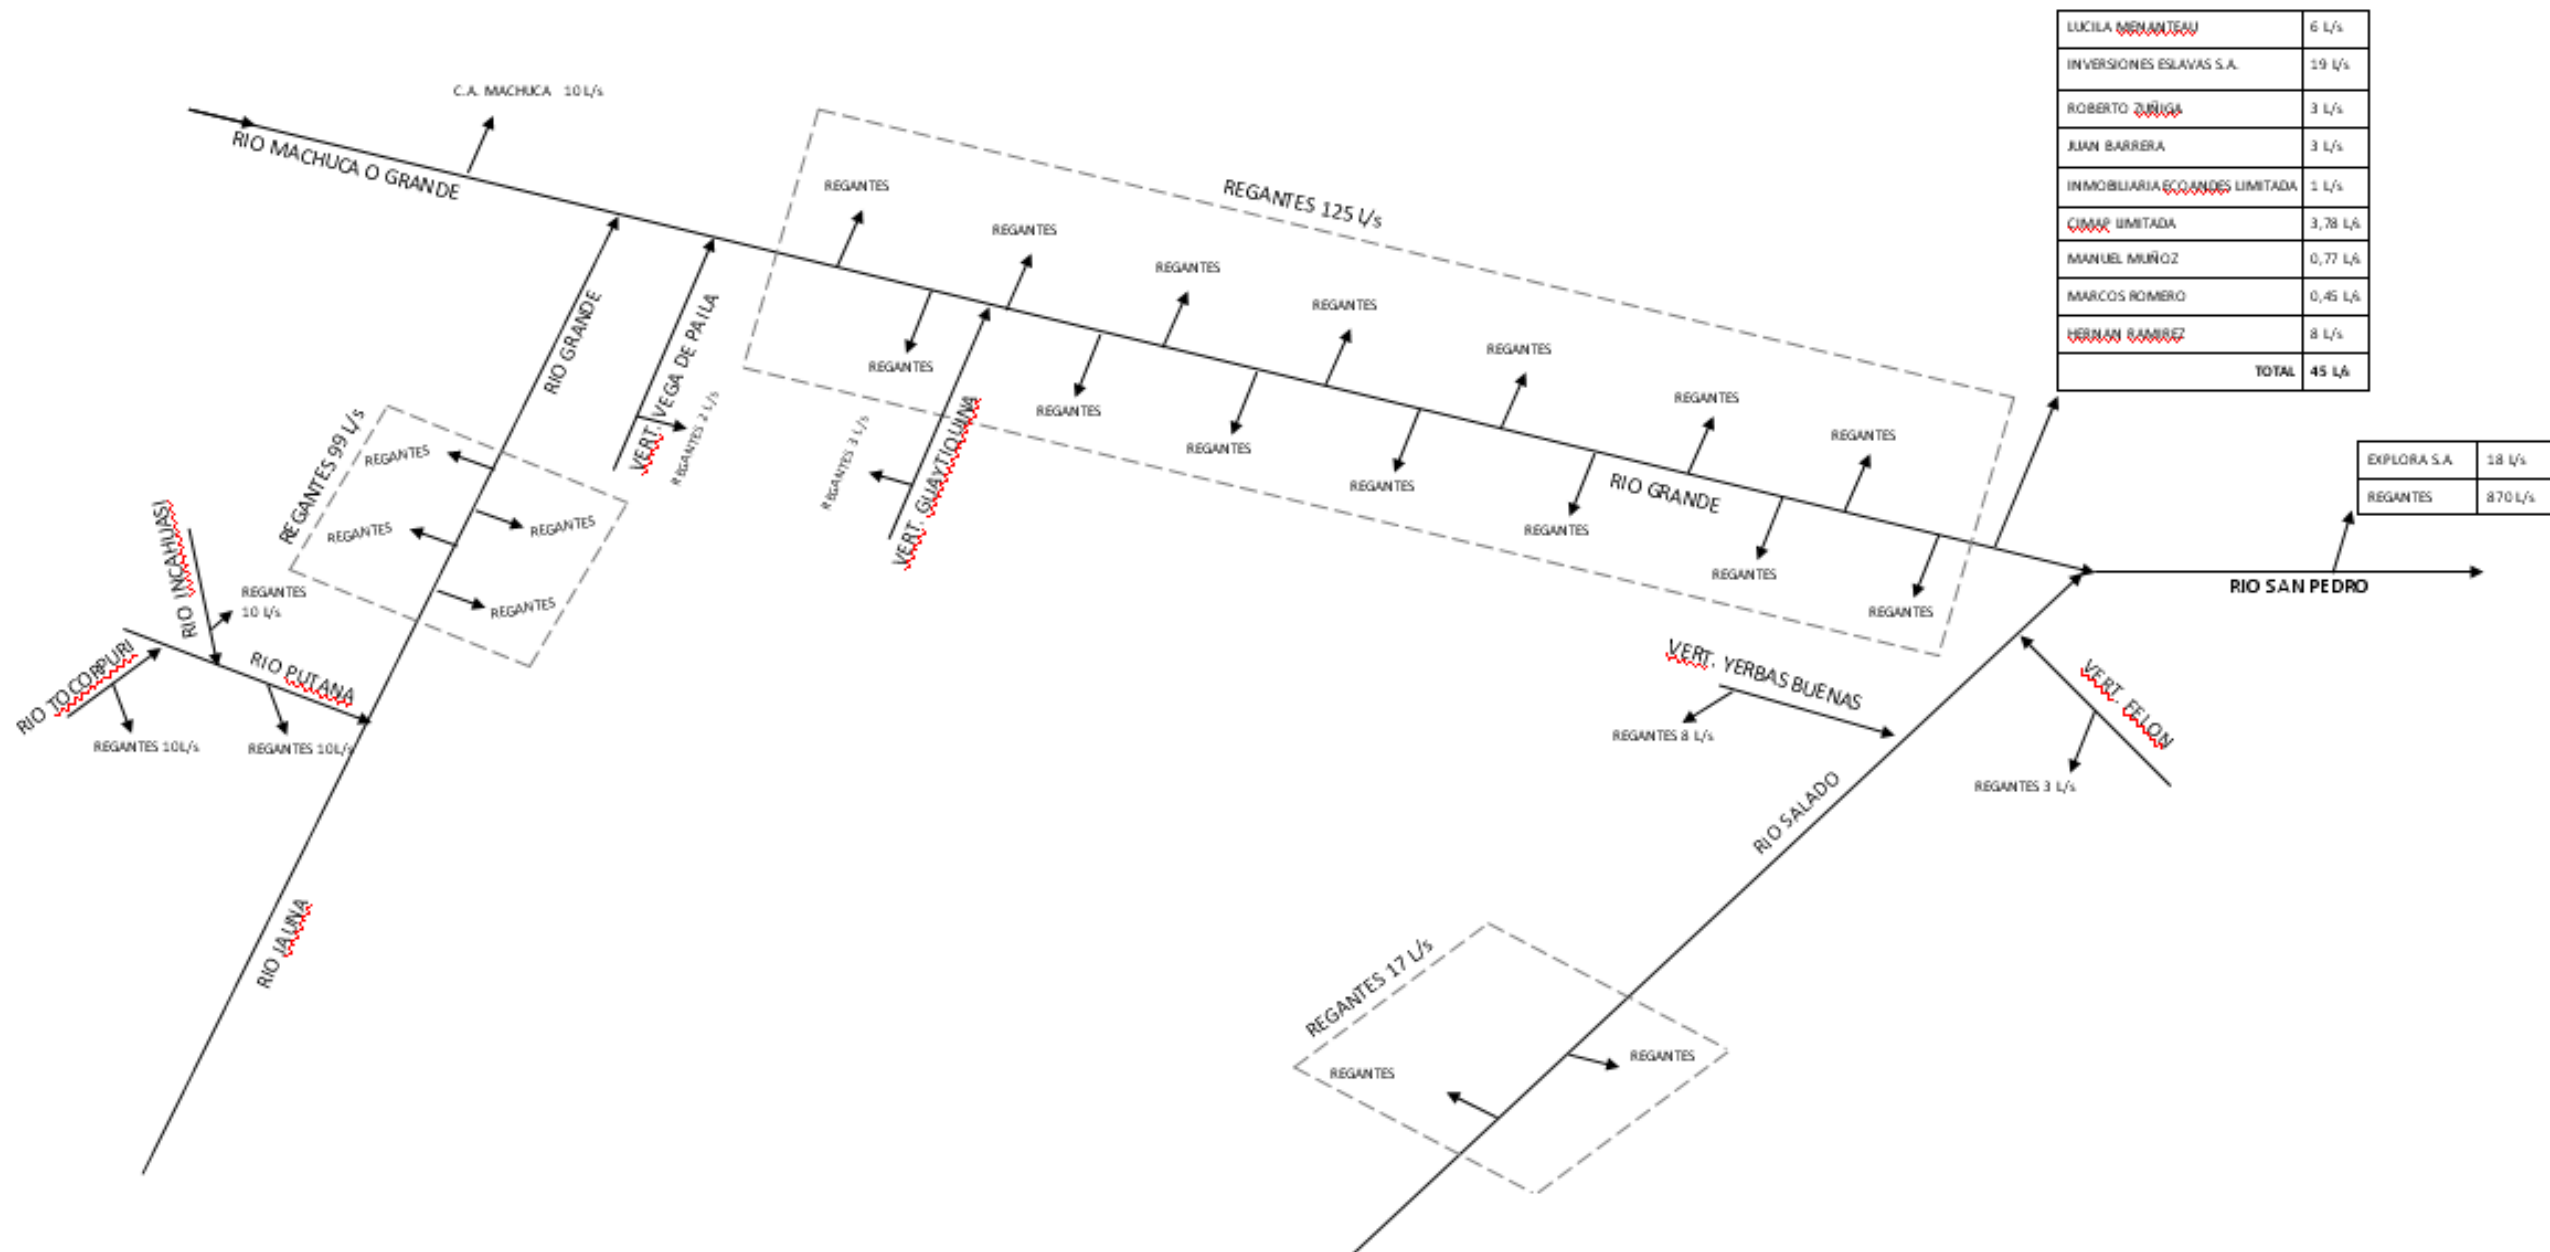 LUCILA MENANTEAU 6 L/s
INVERSIONES ESLAVAS S.A. 19 L/s
ROBERTO ZUÑIGA 3 L/s
JUAN BARRERA 3 L/s
INMOBILIARIA ECOANDES LIMITADA 1 L/s
CIMAP LIMITADA 3,78 L/s
MANUEL MUÑOZ 0,77 L/s
MARCOS ROMERO 0,45 L/s
HERNAN RAMIREZ 8 L/s
TOTAL 45 L/s
C.A. MACHUCA 10 L/s
RIO MACHUCA O GRANDE
REGANTES 125 L/s
REGANTES
REGANTES
REGANTES
REGANTES
REGANTES
REGANTES
REGANTES
REGANTES
REGANTES
REGANTES
REGANTES
REGANTES
REGANTES
REGANTES
RIO GRANDE
EXPLORA S.A. 18 L/s
REGANTES 870 L/s
RIO SAN PEDRO
RIO GRANDE
VERT. VEGA DE PAILA
REGANTES 2 L/s
REGANTES 3 L/s
VERT. GUAYTIQUINA
REGANTES 99 L/s
REGANTES
REGANTES
REGANTES
REGANTES
RIO INCAHUASI
REGANTES
10 L/s
RIO TOCORPURI
RIO PUTANA
REGANTES 10L/s
REGANTES 10L/s
RIO JAUNA
VERT. YERBAS BUENAS
REGANTES 8 L/s
VERT. FELON
REGANTES 3 L/s
RIO SALADO
REGANTES 17 L/s
REGANTES
REGANTES